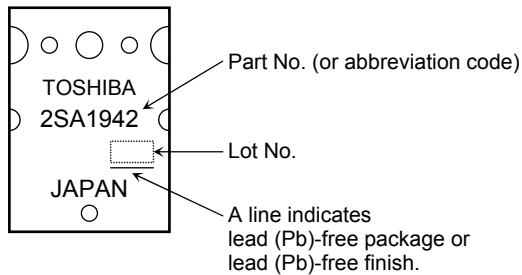 TOSHIBA
2SA1942
JAPAN
Part No. (or abbreviation code)
Lot No.
A line indicates
lead (Pb)-free package or
lead (Pb)-free finish.